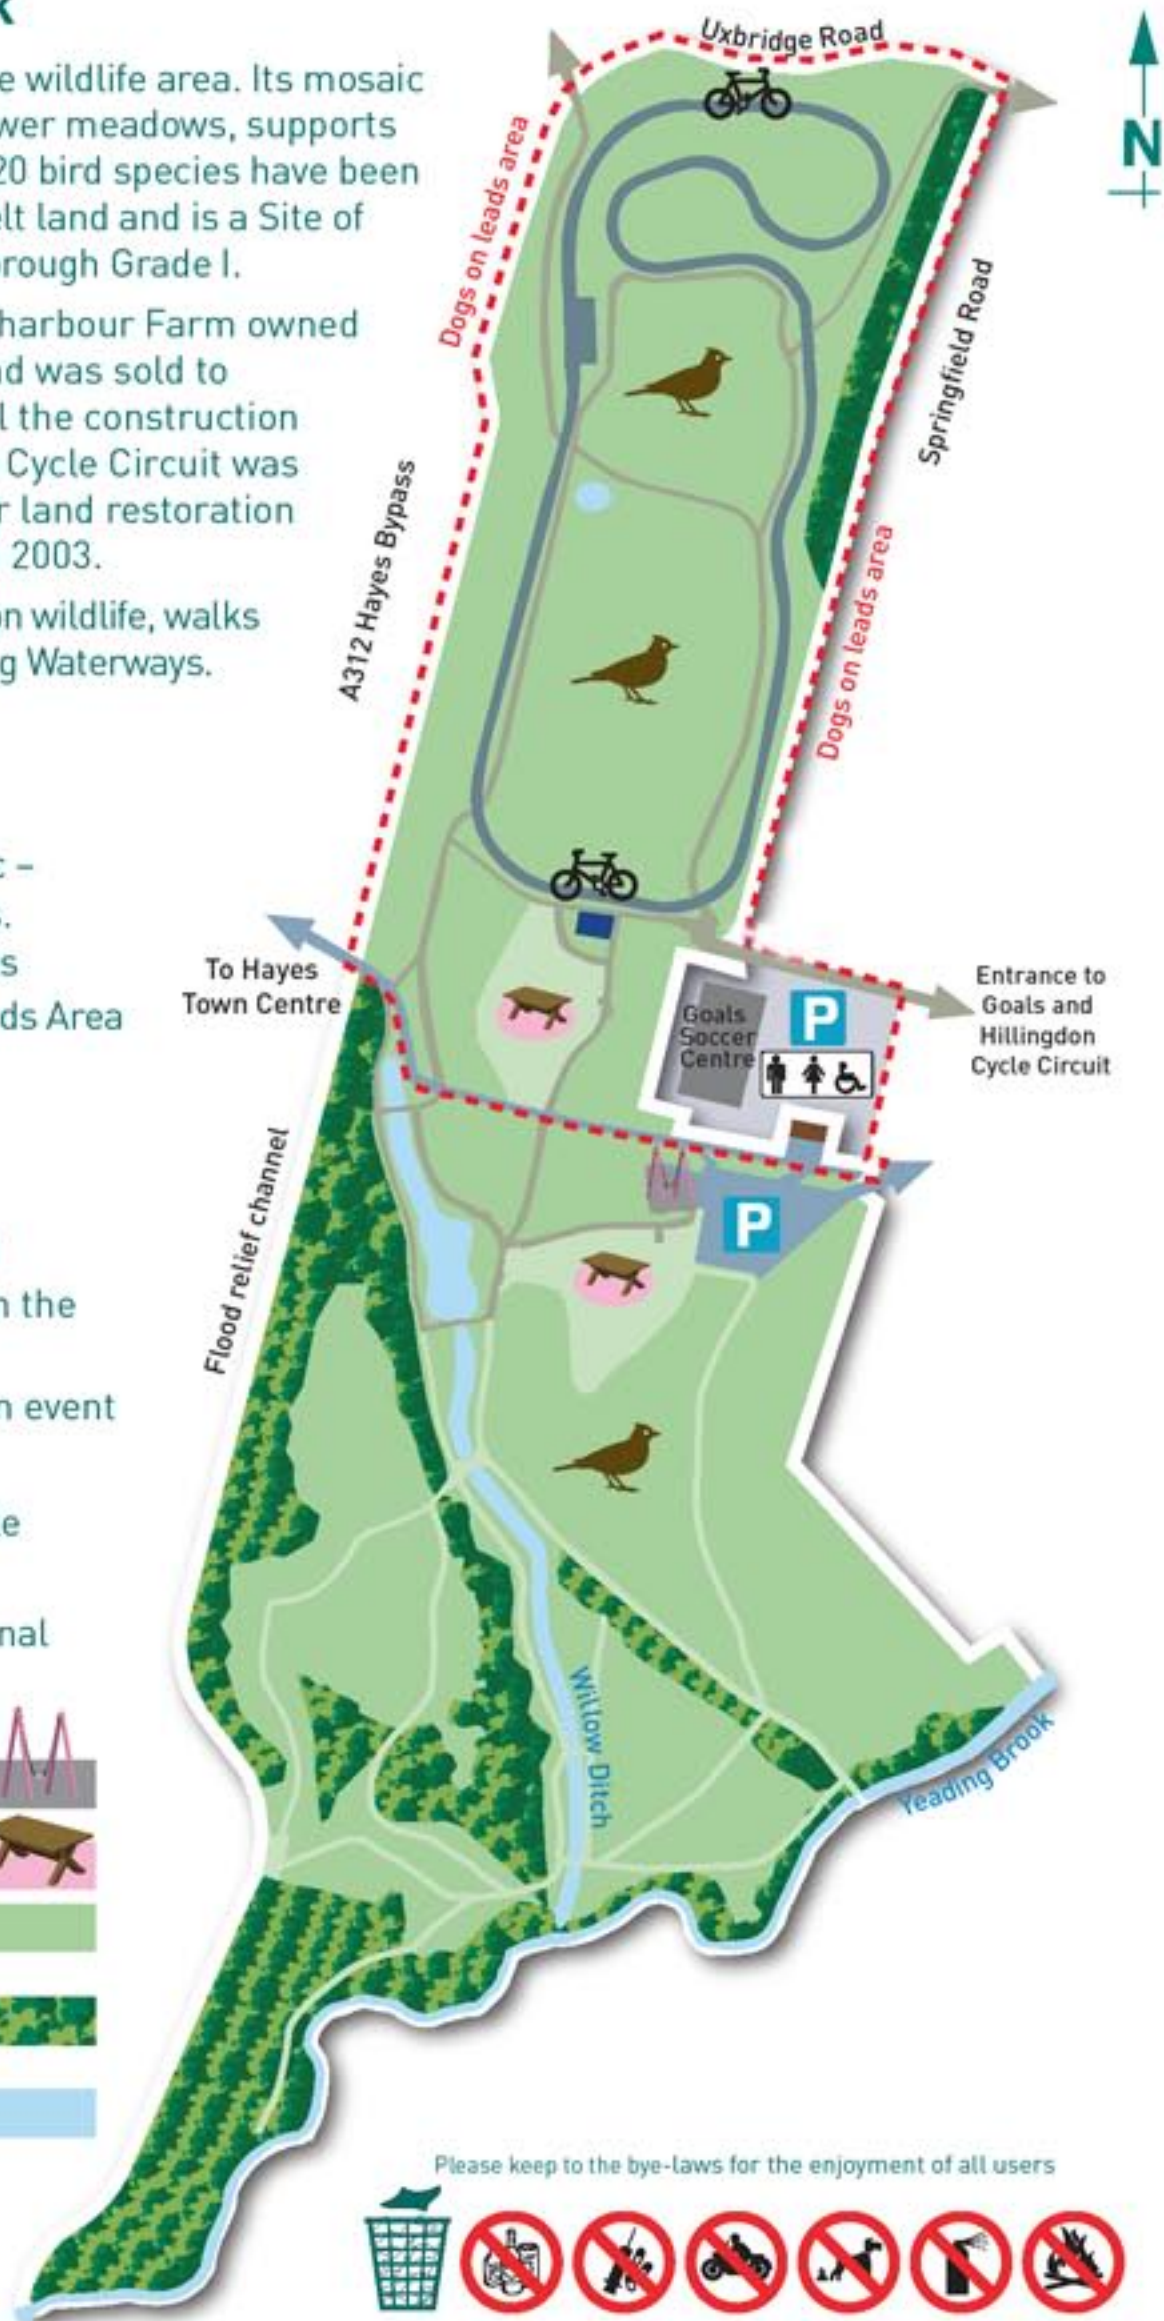 k
e wildlife area. Its mosaic
wer meadows, supports
20 bird species have been
elt land and is a Site of
rough Grade I.
harbour Farm owned
nd was sold to
l the construction
Cycle Circuit was
r land restoration
2003.
on wildlife, walks
g Waterways.
c –
s.
s
ds Area
n the
n event
e
nal
Uxbridge Road
N
Dogs on leads area
Springfield Road
A312 Hayes Bypass
Dogs on leads area
To Hayes
Town Centre
Goals
Soccer
Centre
P
Entrance to
Goals and
Hillingdon
Cycle Circuit
P
Flood relief channel
Willow Ditch
Yeading Brook
Please keep to the bye-laws for the enjoyment of all users